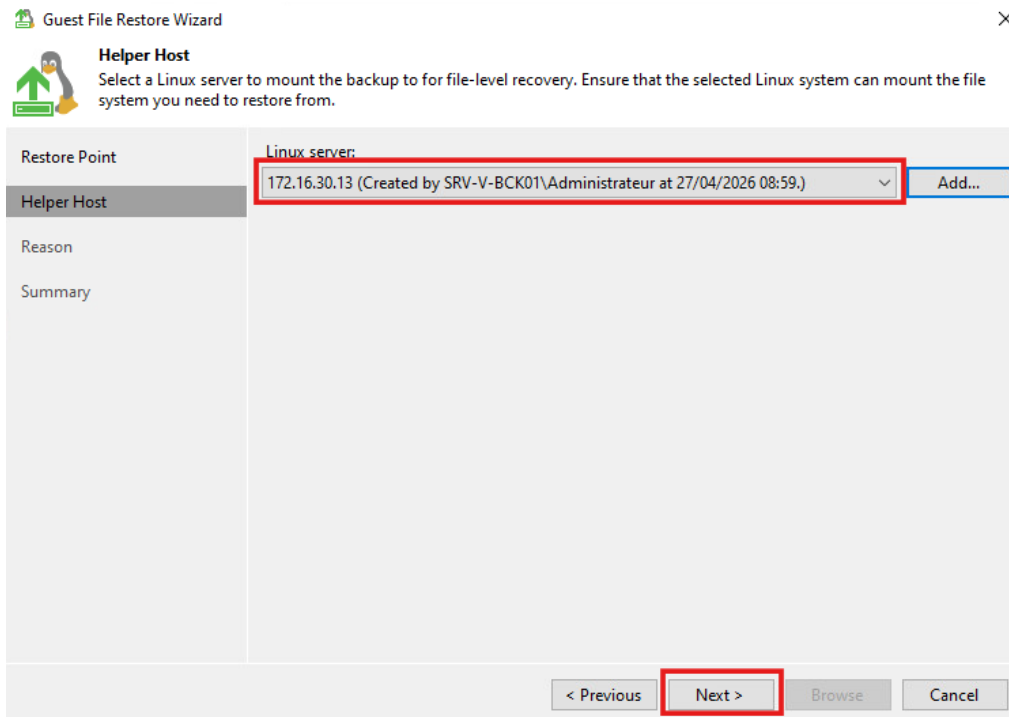 Guest File Restore Wizard
Helper Host
Select a Linux server to mount the backup to for file-level recovery. Ensure that the selected Linux system can mount the file
system you need to restore from.
Restore Point
Helper Host
Reason
Summary
Linux server:
172.16.30.13 (Created by SRV-V-BCK01\Administrateur at 27/04/2026 08:59.)
Add...
< Previous
Next >
Browse
Cancel